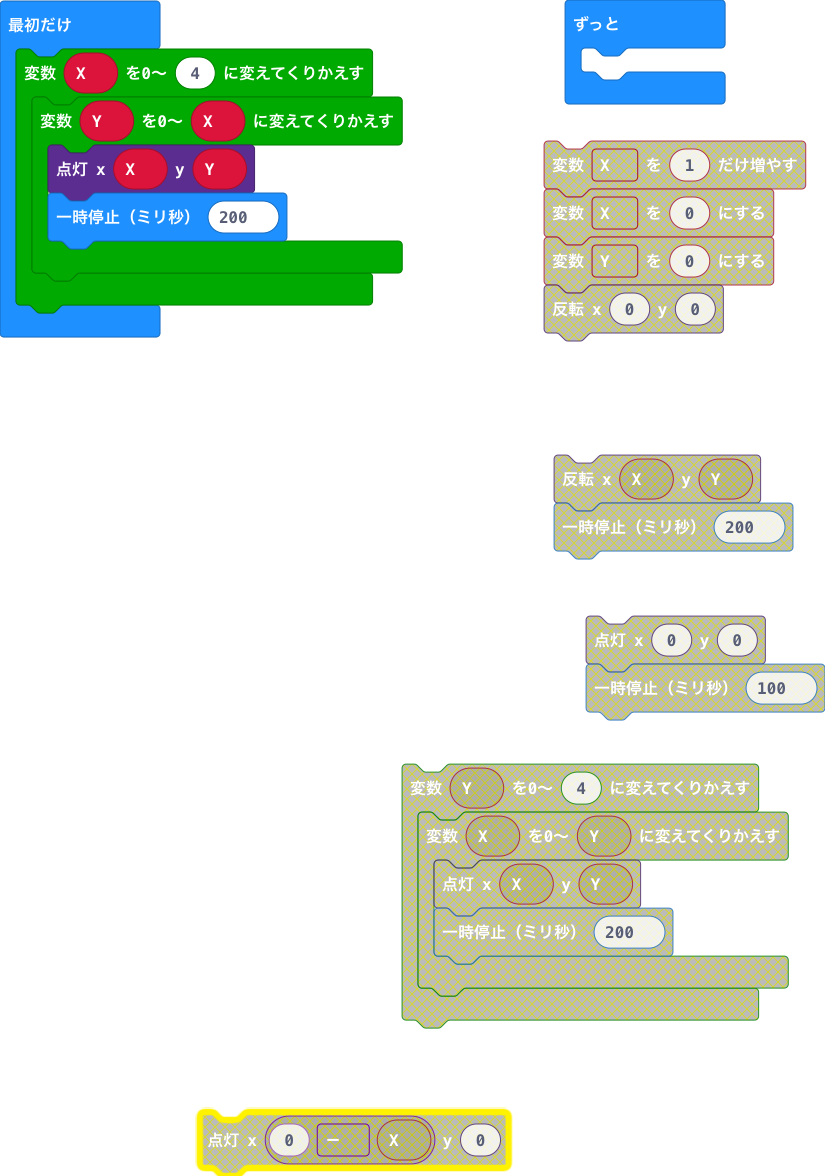 最初だけ
変数 X を0～ 4 に変えてくりかえす
変数 Y を0～ X に変えてくりかえす
点灯 x X y Y
一時停止（ミリ秒） 200
ずっと
変数 X を 1 だけ増やす
変数 X を 0 にする
変数 Y を 0 にする
反転 x 0 y 0
反転 x X y Y
一時停止（ミリ秒） 200
点灯 x 0 y 0
一時停止（ミリ秒） 100
変数 Y を0～ 4 に変えてくりかえす
変数 X を0～ Y に変えてくりかえす
点灯 x X y Y
一時停止（ミリ秒） 200
点灯 x 0 － X y 0